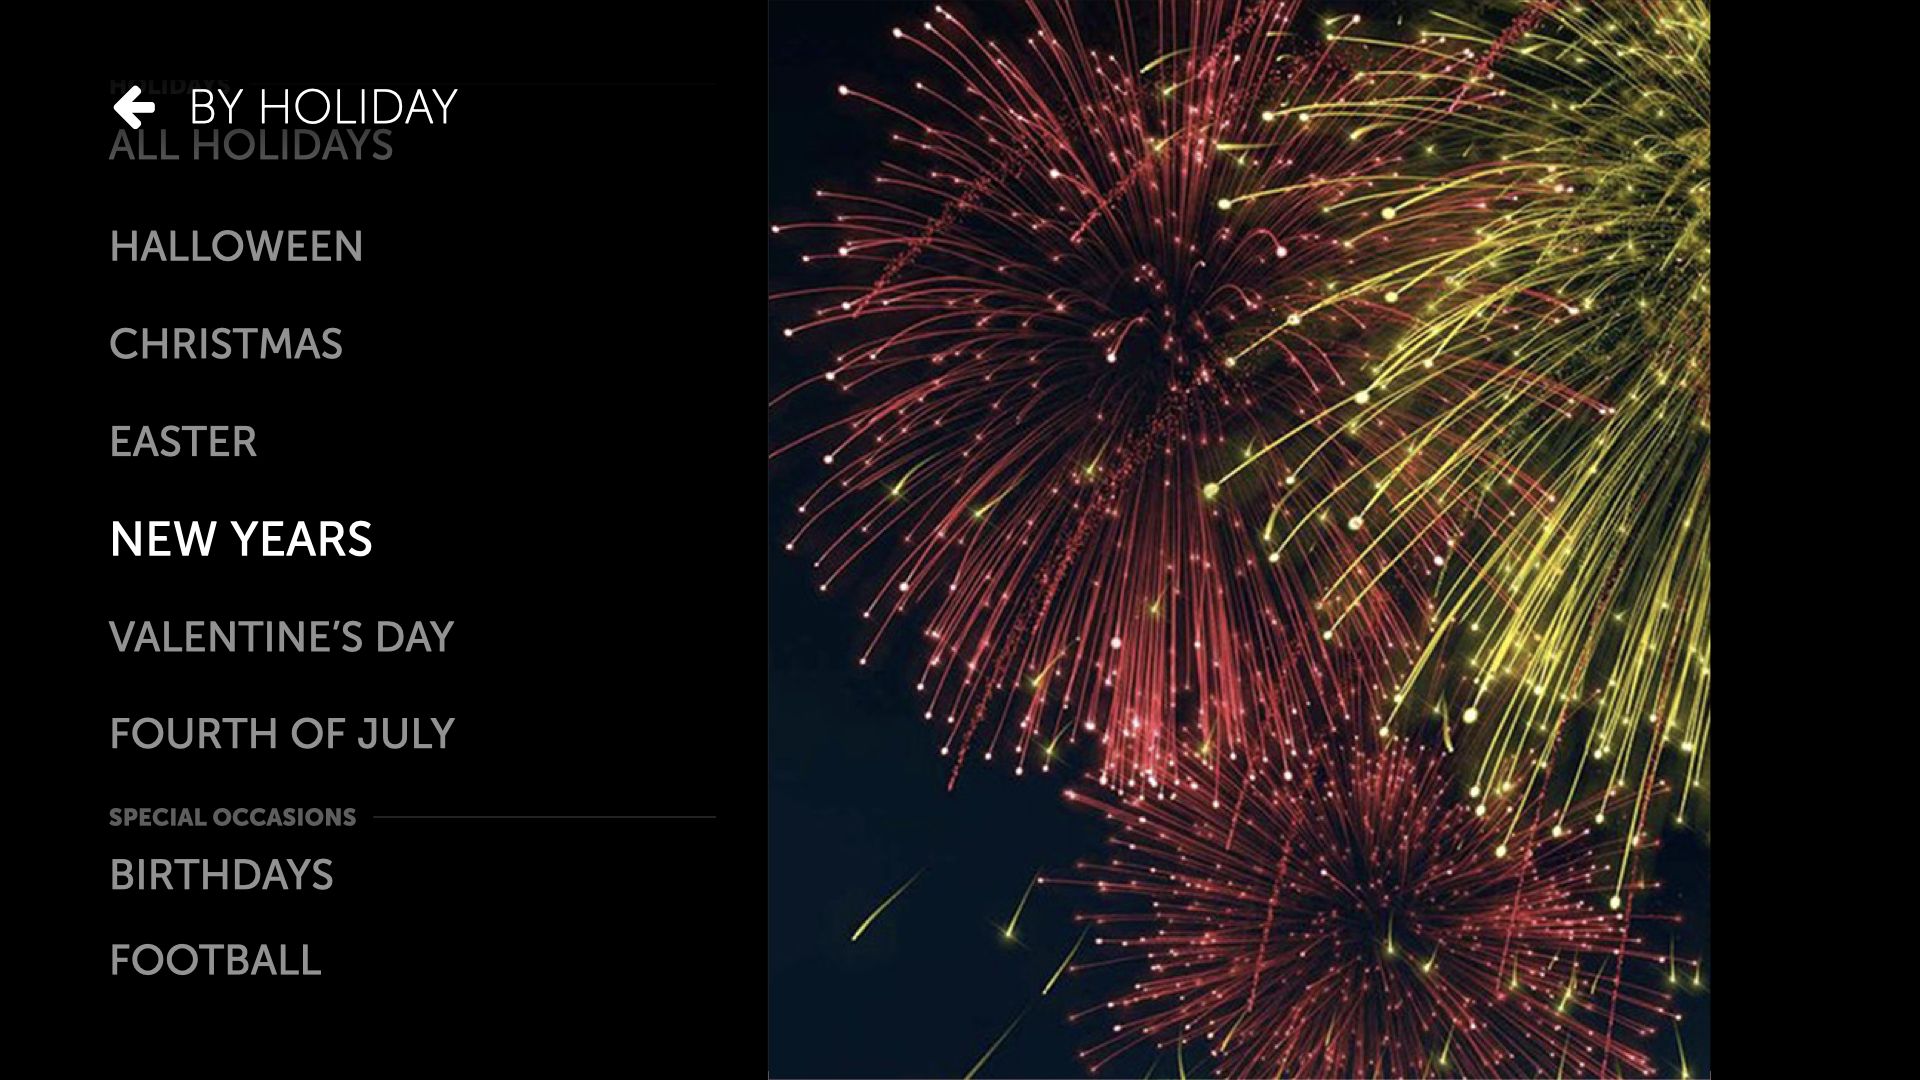 HOLIDAYS
BY HOLIDAY
ALL HOLIDAYS
HALLOWEEN
CHRISTMAS
EASTER
NEW YEARS
VALENTINE’S DAY
FOURTH OF JULY
SPECIAL OCCASIONS
BIRTHDAYS
FOOTBALL